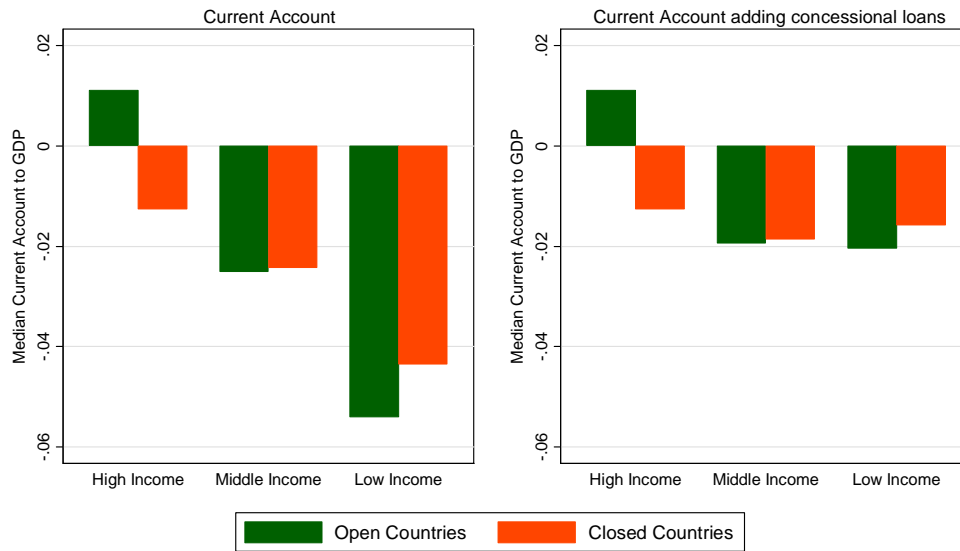 Current Account
Current Account adding concessional loans
Median Current Account to GDP
.02
0
-.02
-.04
-.06
High Income
Middle Income
Low Income
Median Current Account to GDP
.02
0
-.02
-.04
-.06
High Income
Middle Income
Low Income
Open Countries
Closed Countries